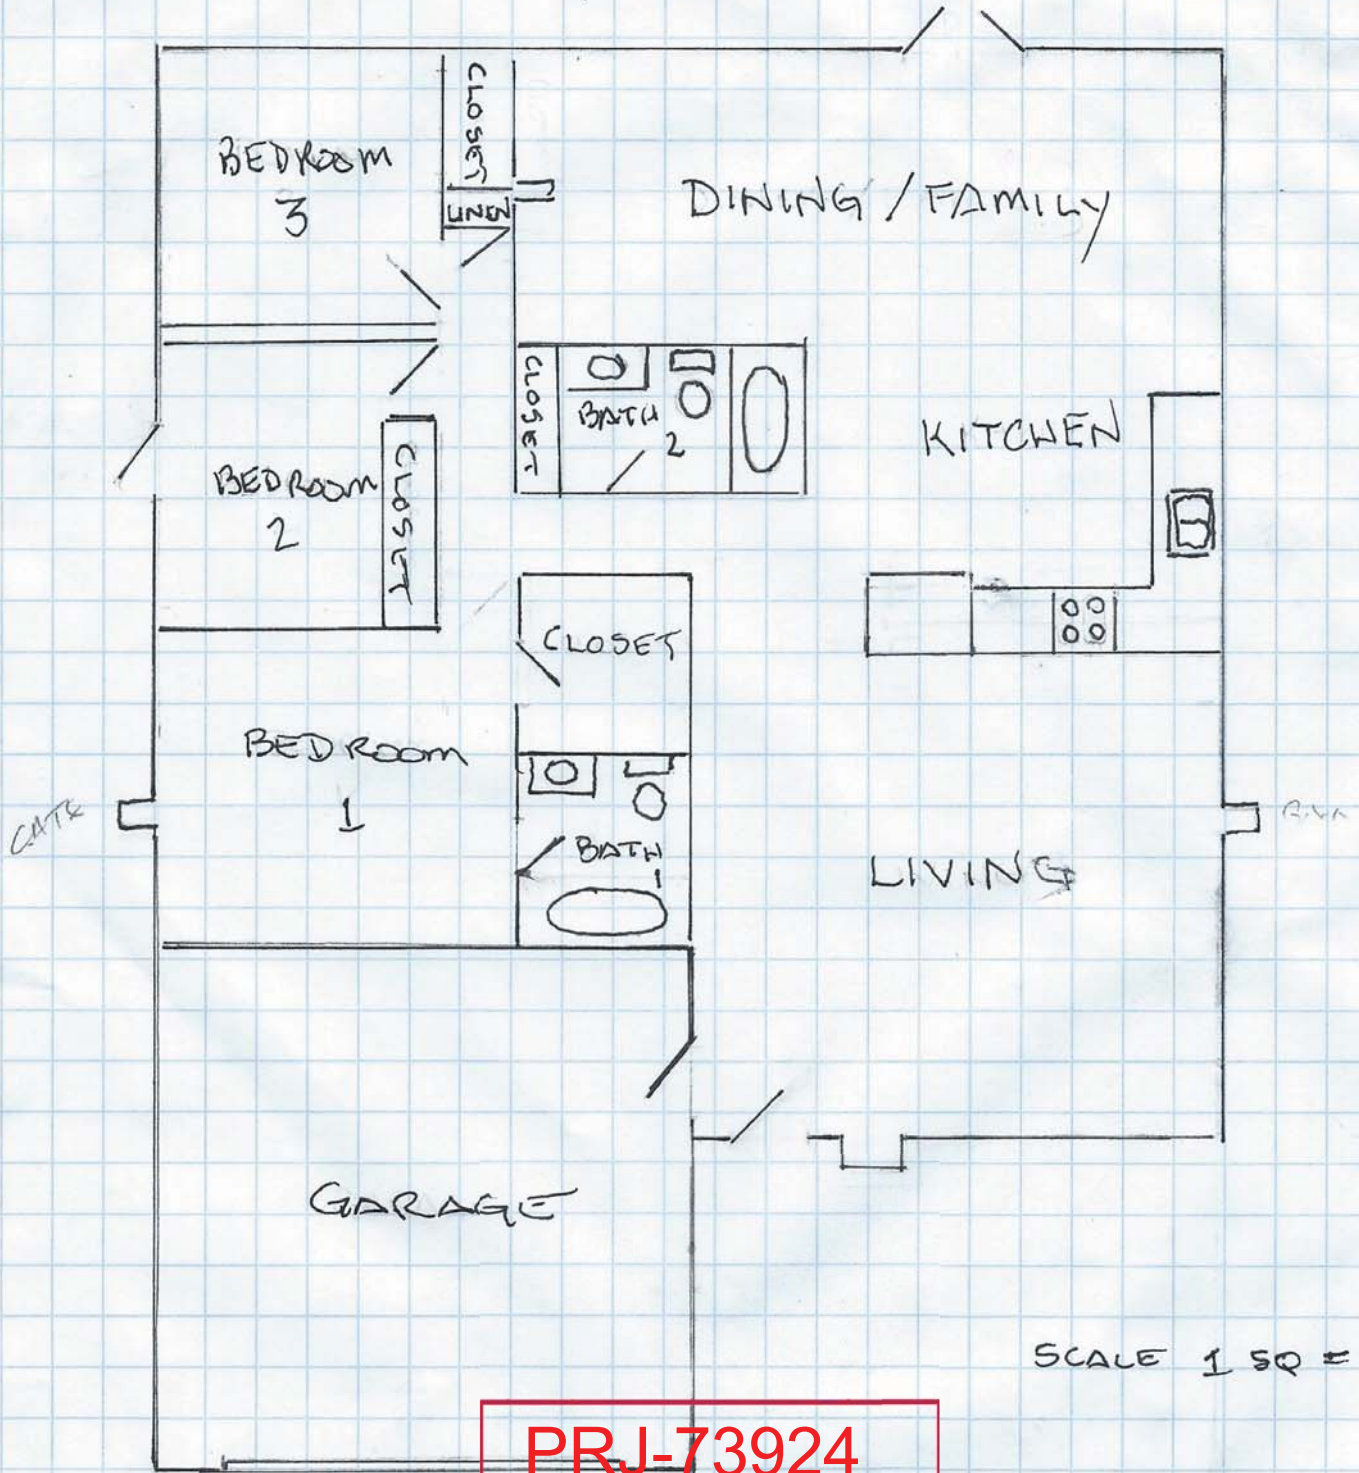 CLOSET
BEDROOM
3
LINEN
DINING / FAMILY
CLOSET
BATH
2
KITCHEN
BEDROOM
2
CLOSET
CLOSET
BEDROOM
1
GATE
BATH
1
LIVING
GARAGE
SCALE 1 SQ =
PRJ-73924